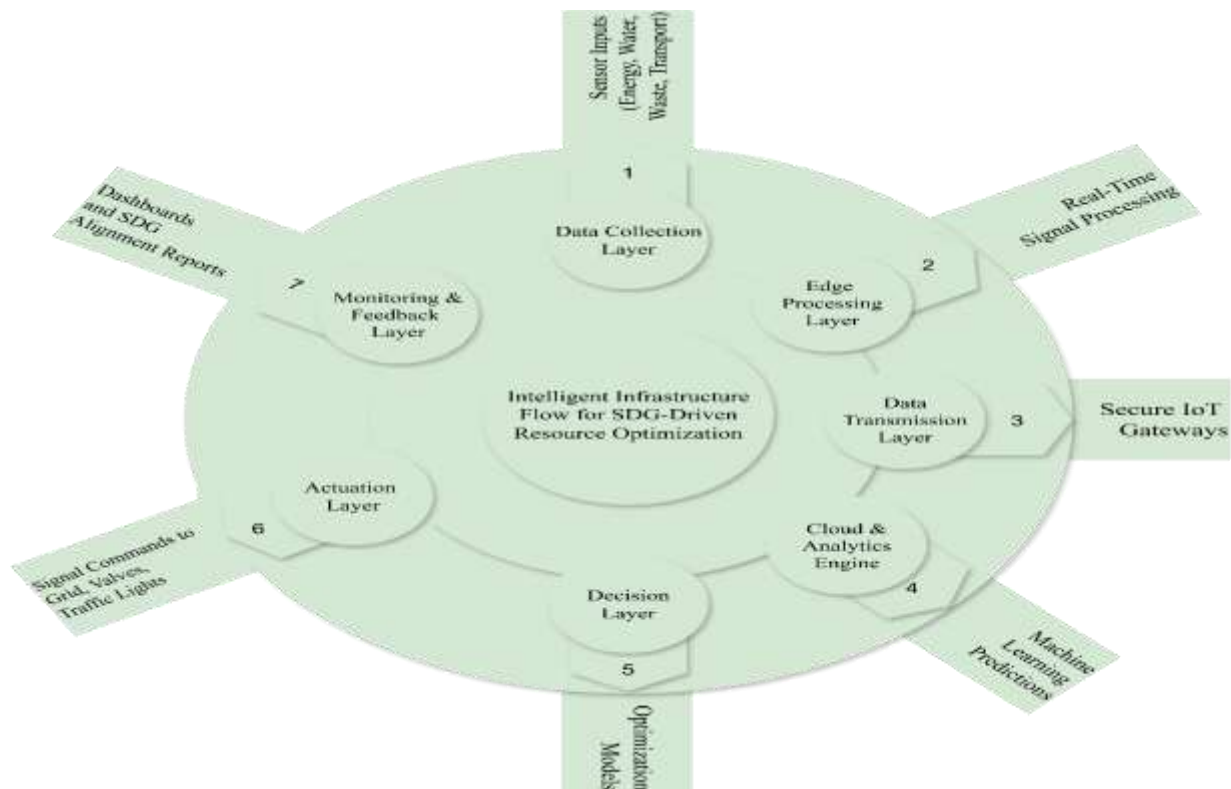 Sensor Inputs
(Energy, Water,
Waste, Transport)
1
Data Collection
Layer
Real-Time
Signal Processing
2
Edge
Processing
Layer
Secure IoT
Gateways
3
Data
Transmission
Layer
Machine
Learning
Predictions
4
Cloud &
Analytics
Engine
Optimization
Models
5
Decision
Layer
Signal Commands to
Grid, Valves,
Traffic Lights
6
Actuation
Layer
Dashboards
and SDG
Alignment Reports
7
Monitoring &
Feedback
Layer
Intelligent Infrastructure
Flow for SDG-Driven
Resource Optimization